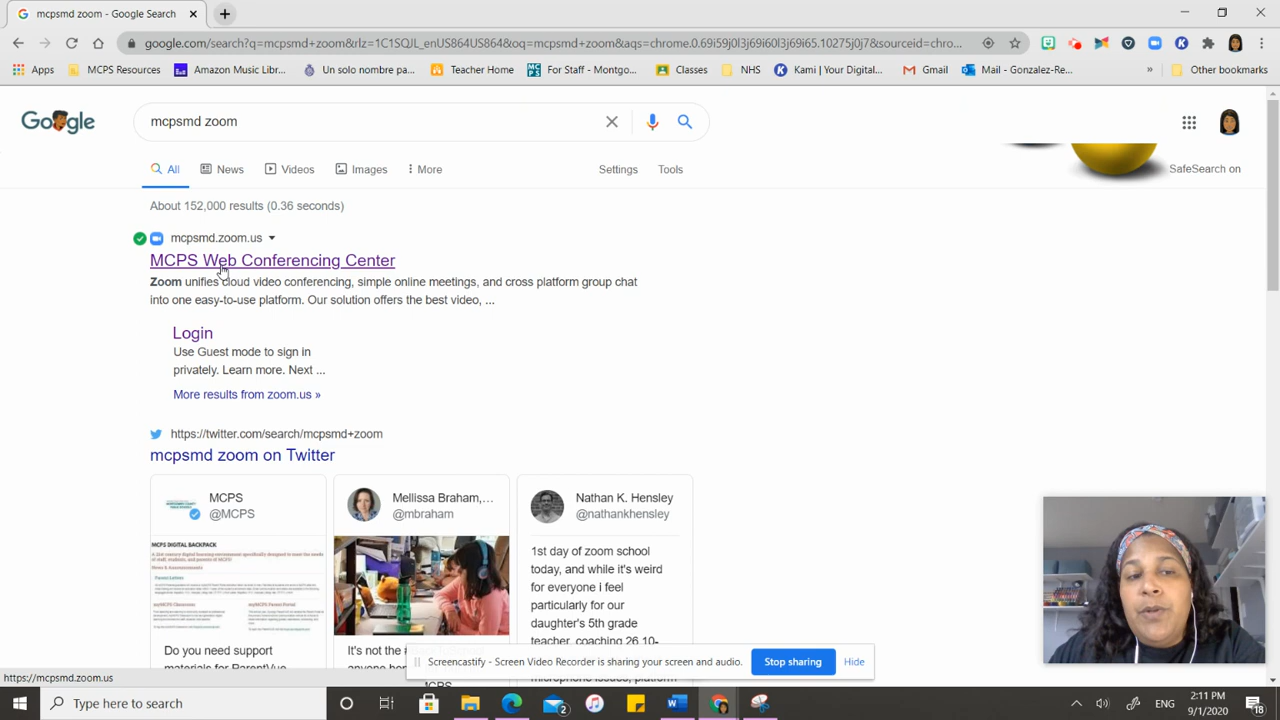 mcpsmd zoom - Google Search
google.com/search?q=mcpsmd+zoom&rlz=1C1SQJL_enUS864US864&oq=mcpsmd+zoom&aqs=chrome.0.69i59j0l3j69i60l3j69i65.10275j0j7&sourceid=chro...
Apps MCPS Resources Amazon Music Libr... Un solo nombre pa... Teacher Home For Staff - Montgo... Classes NHS Kami | Your Digital... Gmail Mail - Gonzalez-Re... » Other bookmarks
Google mcpsmd zoom
All News Videos Images More Settings Tools SafeSearch on
About 152,000 results (0.36 seconds)
mcpsmd.zoom.us
MCPS Web Conferencing Center
Zoom unifies cloud video conferencing, simple online meetings, and cross platform group chat
into one easy-to-use platform. Our solution offers the best video, ...
Login
Use Guest mode to sign in
privately. Learn more. Next ...
More results from zoom.us »
https://twitter.com/search/mcpsmd+zoom
mcpsmd zoom on Twitter
MCPS
@MCPS
MCPS DIGITAL BACKPACK
Do you need support
Mellissa Braham,...
@mbraham
It's not the
Nathan K. Hensley
@nathankhensley
1st day of zoom school
today, and while it's weird
for everyone i feel
particularly for our
daughter's 5th grade
teacher, coaching 26 10-
Screencastify - Screen Video Recorder is sharing your screen and audio. Stop sharing Hide
https://mcpsmd.zoom.us
Type here to search
2
ENG
2:11 PM
9/1/2020
18